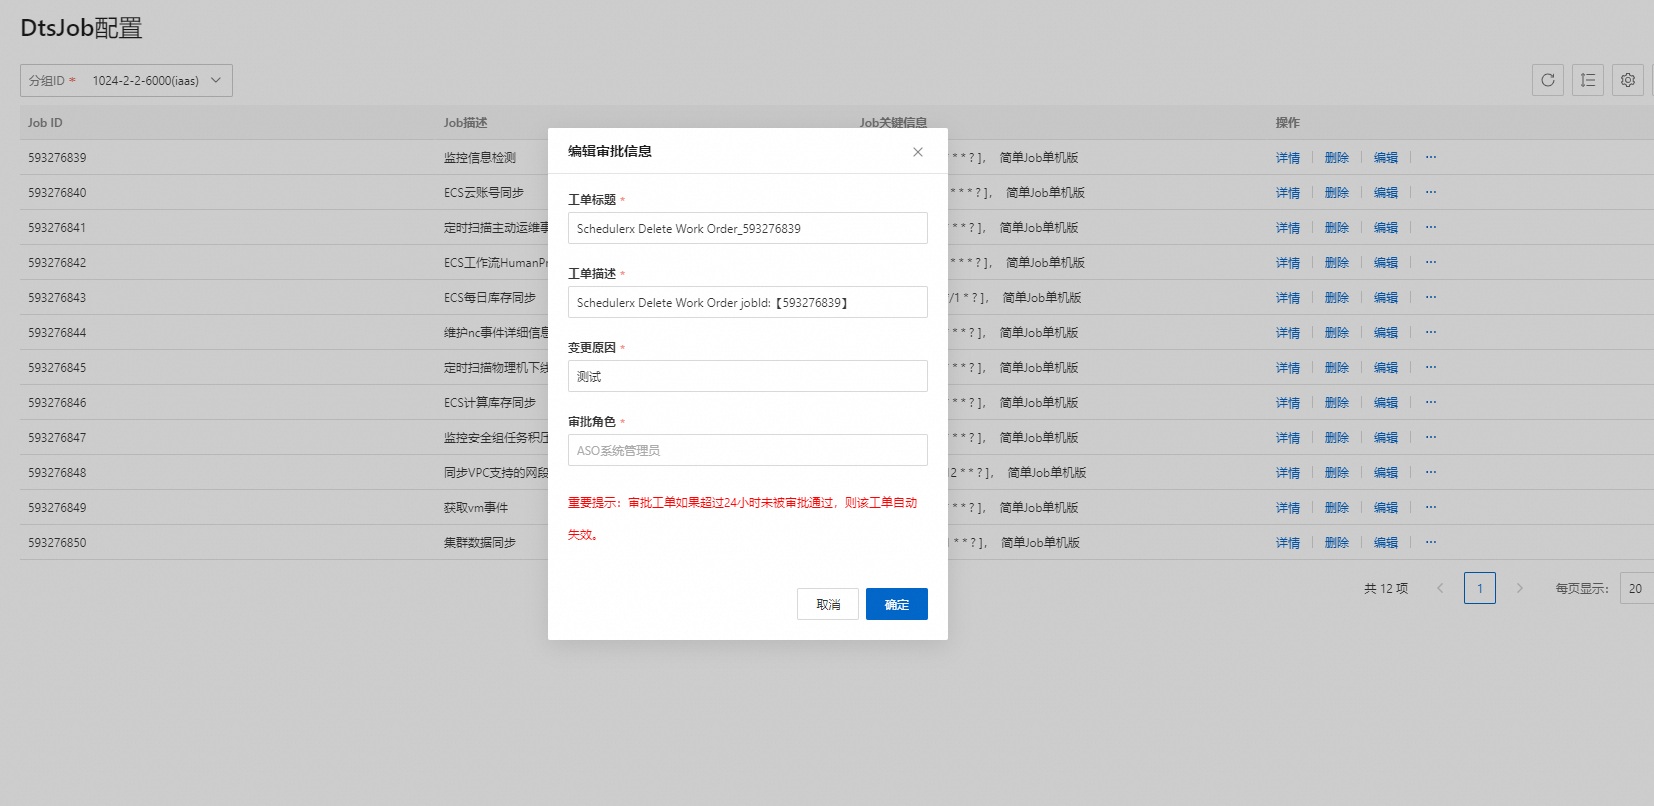 DtsJob配置
分组ID * 1024-2-2-6000(iaas)
Job ID Job描述 Job关键信息 操作
593276839 监控信息检测 * * ? ]， 简单Job单机版 详情 删除 编辑 ···
593276840 ECS云账号同步 * * * ? ]， 简单Job单机版 详情 删除 编辑 ···
593276841 定时扫描主动运维事 * * ? ]， 简单Job单机版 详情 删除 编辑 ···
593276842 ECS工作流HumanPr * * * ? ]， 简单Job单机版 详情 删除 编辑 ···
593276843 ECS每日库存同步 /1 * ? ]， 简单Job单机版 详情 删除 编辑 ···
593276844 维护nc事件详细信息 * * ? ]， 简单Job单机版 详情 删除 编辑 ···
593276845 定时扫描物理机下线 * * ? ]， 简单Job单机版 详情 删除 编辑 ···
593276846 ECS计算库存同步 * * ? ]， 简单Job单机版 详情 删除 编辑 ···
593276847 监控安全组任务积压 * * ? ]， 简单Job单机版 详情 删除 编辑 ···
593276848 同步VPC支持的网段 2 * * ? ]， 简单Job单机版 详情 删除 编辑 ···
593276849 获取vm事件 * * ? ]， 简单Job单机版 详情 删除 编辑 ···
593276850 集群数据同步 * * ? ]， 简单Job单机版 详情 删除 编辑 ···
共 12 项 1 每页显示： 20
编辑审批信息
工单标题 *
Schedulerx Delete Work Order_593276839
工单描述 *
Schedulerx Delete Work Order jobId:【593276839】
变更原因 *
测试
审批角色 *
ASO系统管理员
重要提示：审批工单如果超过24小时未被审批通过，则该工单自动
失效。
取消 确定